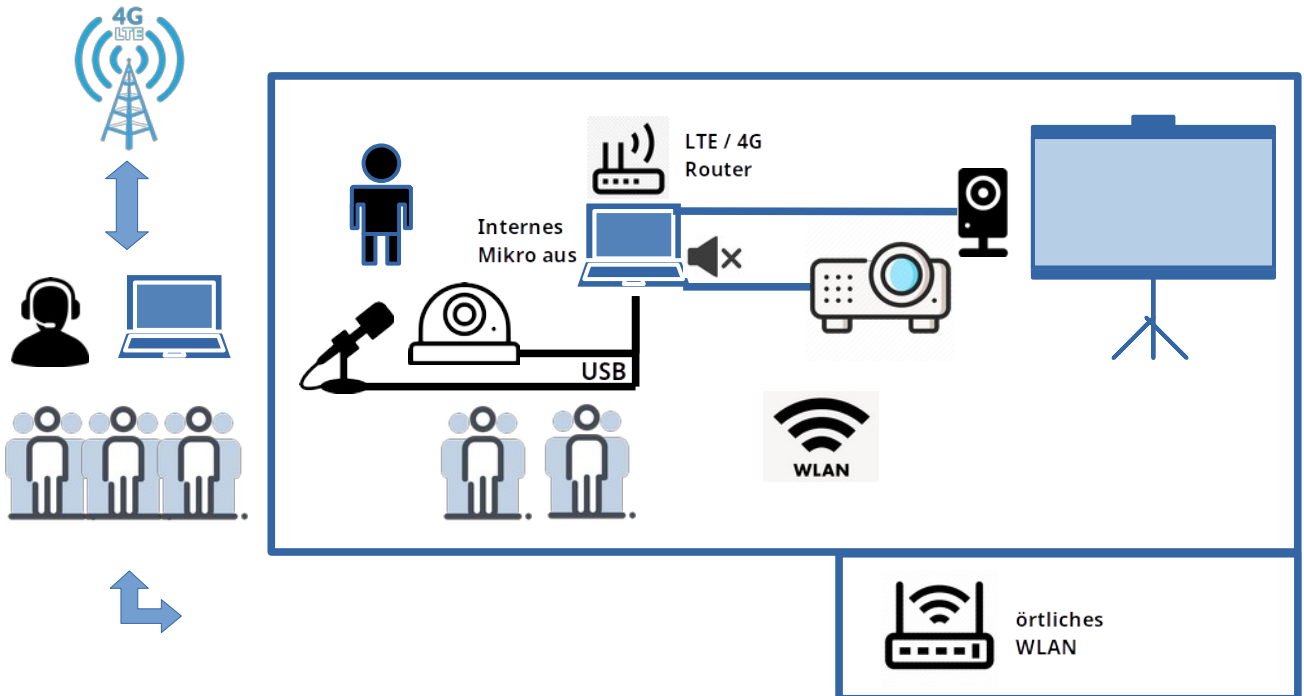 4G
LTE
LTE / 4G
Router
Internes
Mikro aus
USB
WLAN
örtliches
WLAN